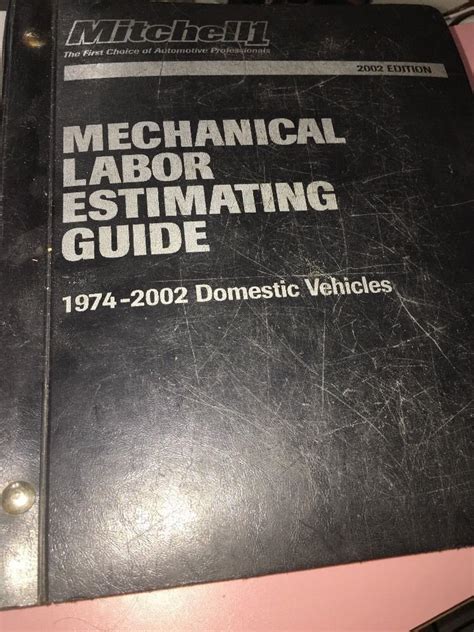 Mitchell1
The First Choice of Automotive Professionals
2002 EDITION
MECHANICAL
LABOR
ESTIMATING
GUIDE
1974-2002 Domestic Vehicles